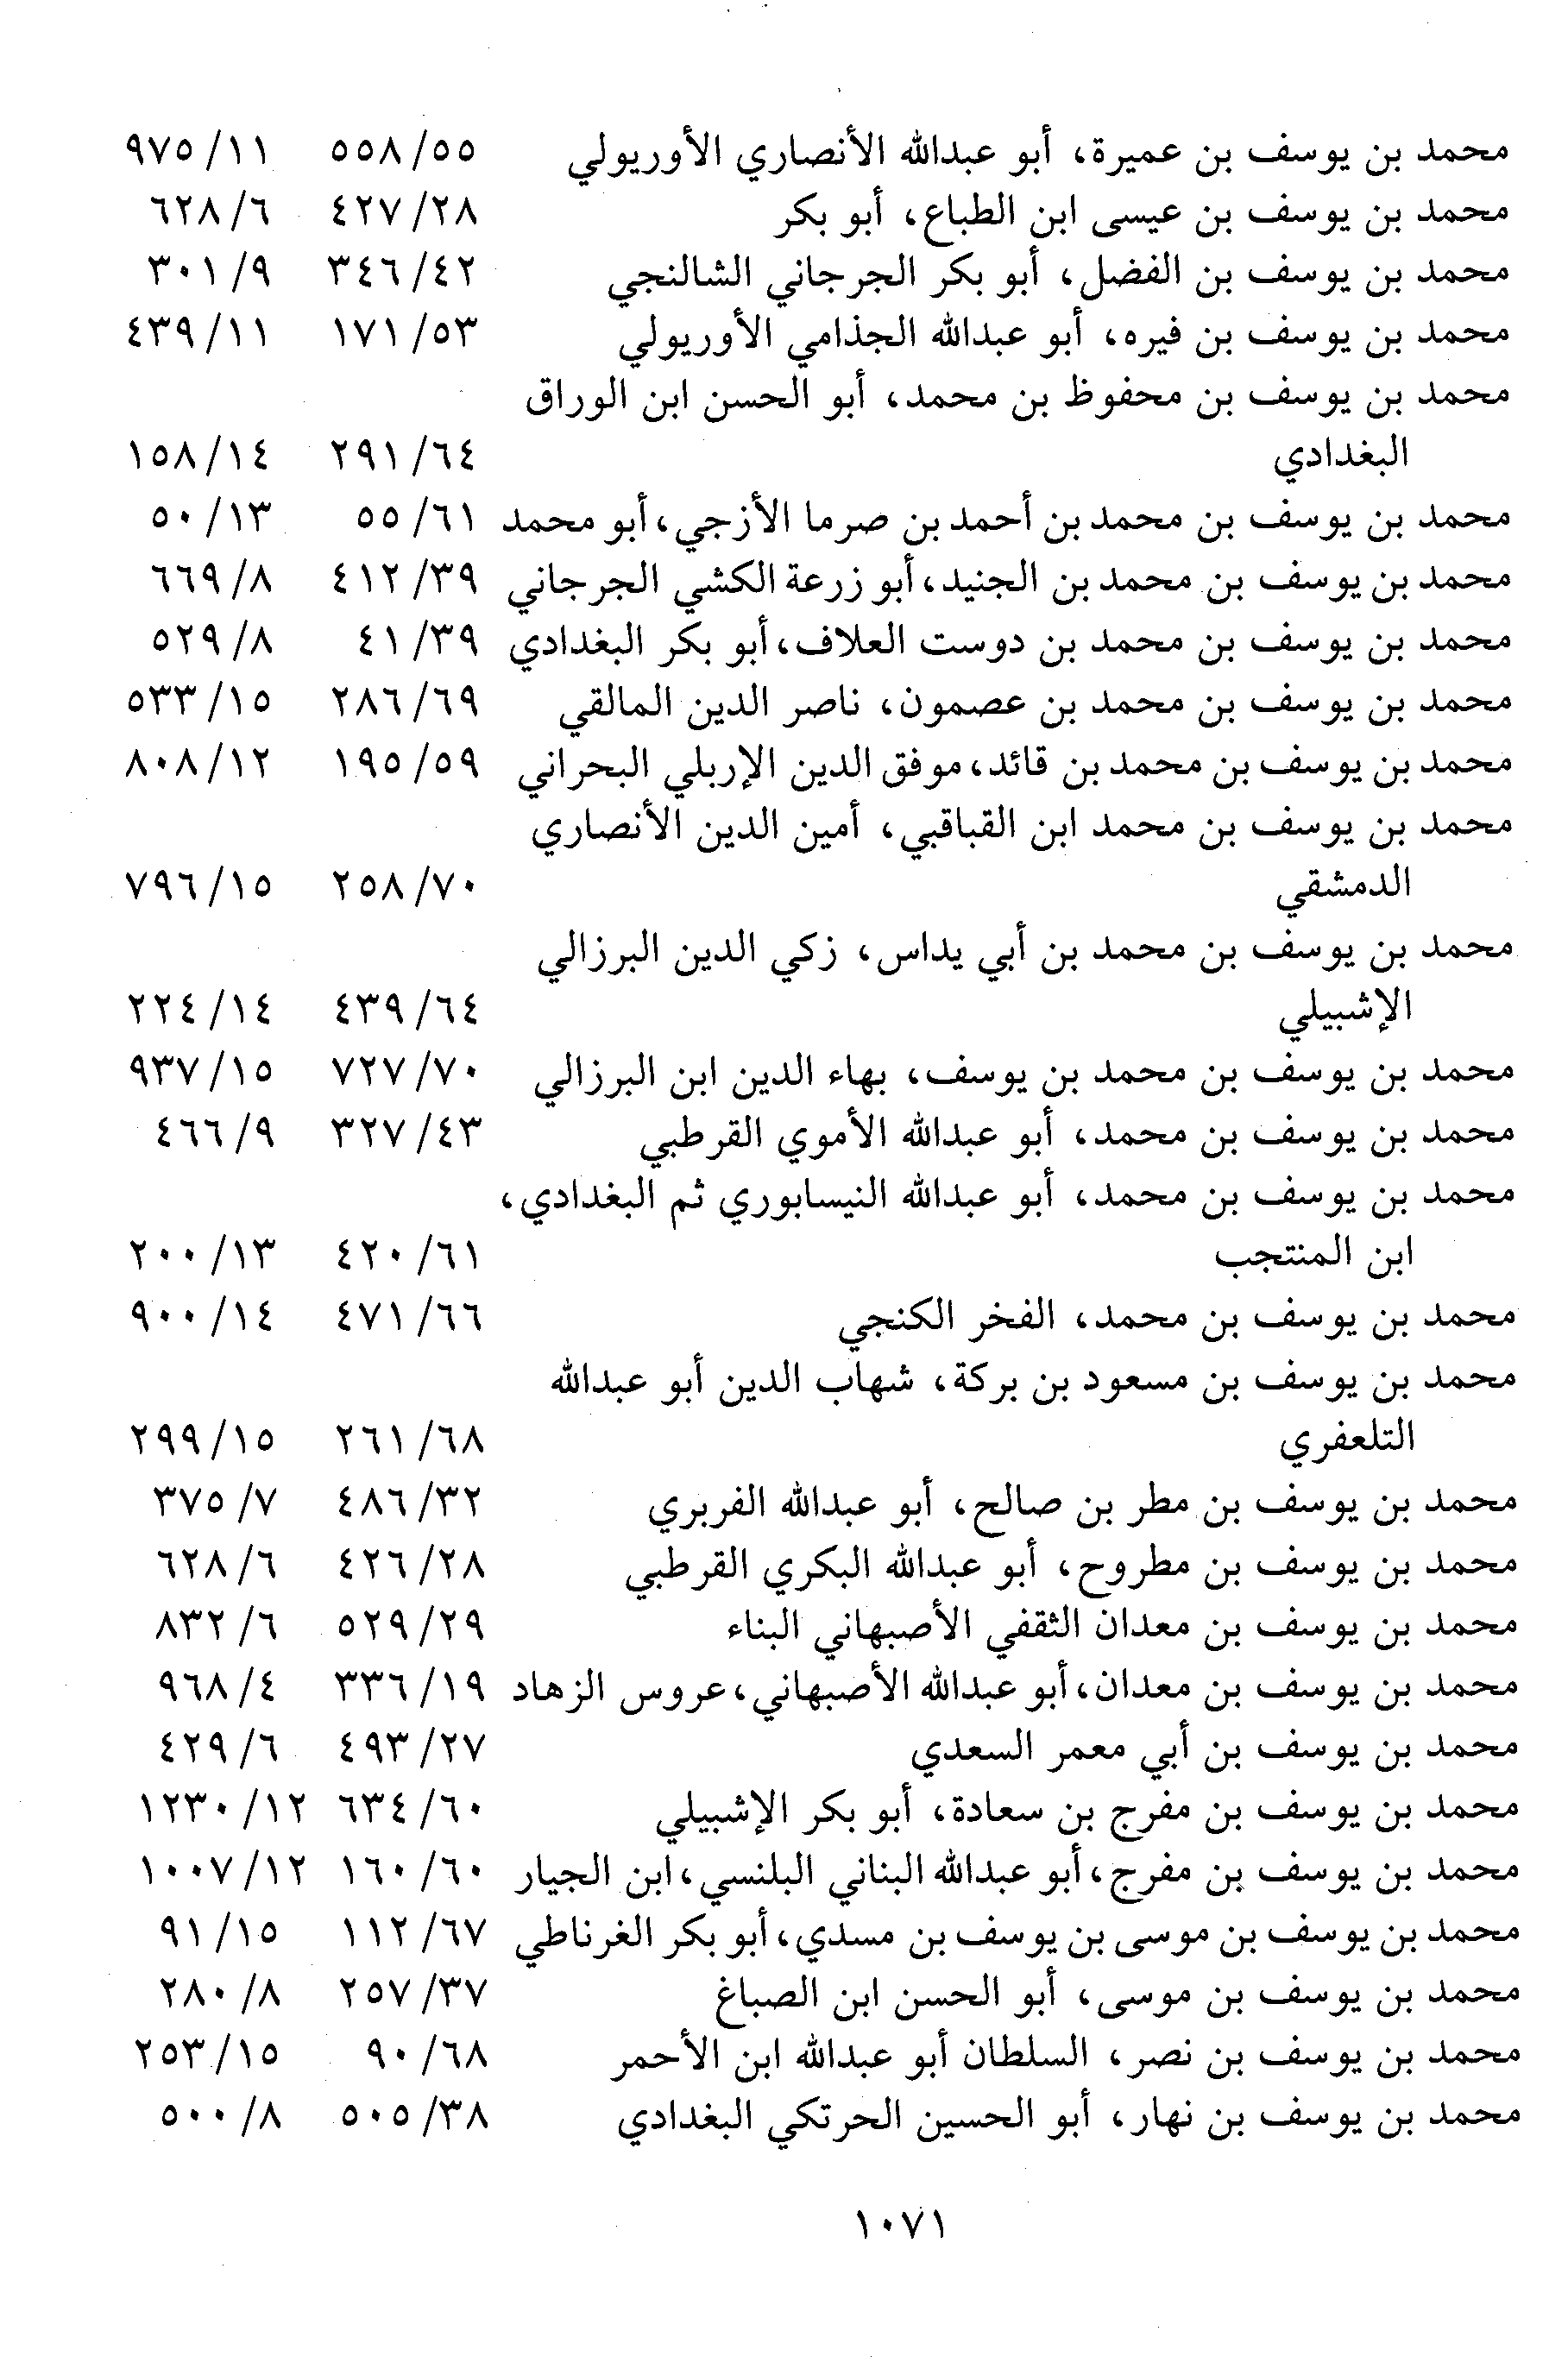 محمد بن يوسف بن عميرة، أبو عبدالله الأنصاري الأوريولي ٥٥/ ٥٥٨ ١١/ ٩٧٥
محمد بن يوسف بن عيسى ابن الطباع، أبو بكر ٢٨/ ٤٢٧ ٦/ ٦٢٨
محمد بن يوسف بن الفضل، أبو بكر الجرجاني الشالنجي ٤٢/ ٣٤٦ ٩/ ٣٠١
محمد بن يوسف بن فيره، أبو عبدالله الجذامي الأوريولي ٥٣/ ١٧١ ١١/ ٤٣٩
محمد بن يوسف بن محفوظ بن محمد، أبو الحسن ابن الوراق
البغدادي ٦٤/ ٢٩١ ١٤/ ١٥٨
محمد بن يوسف بن محمد بن أحمد بن صرما الأزجي، أبو محمد ٦١/ ٥٥ ١٣/ ٥٠
محمد بن يوسف بن محمد بن الجنيد، أبو زرعة الكشي الجرجاني ٣٩/ ٤١٢ ٨/ ٦٦٩
محمد بن يوسف بن محمد بن دوست العلاف، أبو بكر البغدادي ٣٩/ ٤١ ٨/ ٥٢٩
محمد بن يوسف بن محمد بن عصمون، ناصر الدين المالقي ٦٩/ ٢٨٦ ١٥/ ٥٣٣
محمد بن يوسف بن محمد بن قائد، موفق الدين الإربلي البحراني ٥٩/ ١٩٥ ١٢/ ٨٠٨
محمد بن يوسف بن محمد ابن القباقبي، أمين الدين الأنصاري
الدمشقي ٧٠/ ٢٥٨ ١٥/ ٧٩٦
محمد بن يوسف بن محمد بن أبي يداس، زكي الدين البرزالي
الإشبيلي ٦٤/ ٤٣٩ ١٤/ ٢٢٤
محمد بن يوسف بن محمد بن يوسف، بهاء الدين ابن البرزالي ٧٠/ ٧٢٧ ١٥/ ٩٣٧
محمد بن يوسف بن محمد، أبو عبدالله الأموي القرطبي ٤٣/ ٣٢٧ ٩/ ٤٦٦
محمد بن يوسف بن محمد، أبو عبدالله النيسابوري ثم البغدادي،
ابن المنتجب ٦١/ ٤٢٠ ١٣/ ٢٠٠
محمد بن يوسف بن محمد، الفخر الكنجي ٦٦/ ٤٧١ ١٤/ ٩٠٠
محمد بن يوسف بن مسعود بن بركة، شهاب الدين أبو عبدالله
التلعفري ٦٨/ ٢٦١ ١٥/ ٢٩٩
محمد بن يوسف بن مطر بن صالح، أبو عبدالله الفربري ٣٢/ ٤٨٦ ٧/ ٣٧٥
محمد بن يوسف بن مطروح، أبو عبدالله البكري القرطبي ٢٨/ ٤٢٦ ٦/ ٦٢٨
محمد بن يوسف بن معدان الثقفي الأصبهاني البناء ٢٩/ ٥٢٩ ٦/ ٨٣٢
محمد بن يوسف بن معدان، أبو عبدالله الأصبهاني، عروس الزهاد ١٩/ ٣٣٦ ٤/ ٩٦٨
محمد بن يوسف بن أبي معمر السعدي ٢٧/ ٤٩٣ ٦/ ٤٢٩
محمد بن يوسف بن مفرج بن سعادة، أبو بكر الإشبيلي ٦٠/ ٦٣٤ ١٢/ ١٢٣٠
محمد بن يوسف بن مفرج، أبو عبدالله البناني البلنسي، ابن الجيار ٦٠/ ١٦٠ ١٢/ ١٠٠٧
محمد بن يوسف بن موسى بن يوسف بن مسدي، أبو بكر الغرناطي ٦٧/ ١١٢ ١٥/ ٩١
محمد بن يوسف بن موسى، أبو الحسن ابن الصباغ ٣٧/ ٢٥٧ ٨/ ٢٨٠
محمد بن يوسف بن نصر، السلطان أبو عبدالله ابن الأحمر ٦٨/ ٩٠ ١٥/ ٢٥٣
محمد بن يوسف بن نهار، أبو الحسين الحرتكي البغدادي ٣٨/ ٥٠٥ ٨/ ٥٠٠
١٠٧١